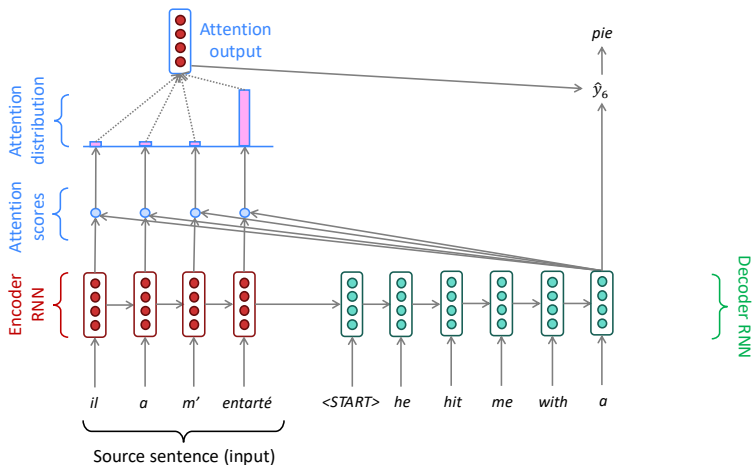 Attention
output
pie
ŷ₆
Attention
distribution
Attention
scores
Encoder
RNN
Decoder RNN
il a m’ entarté <START> he hit me with a
Source sentence (input)